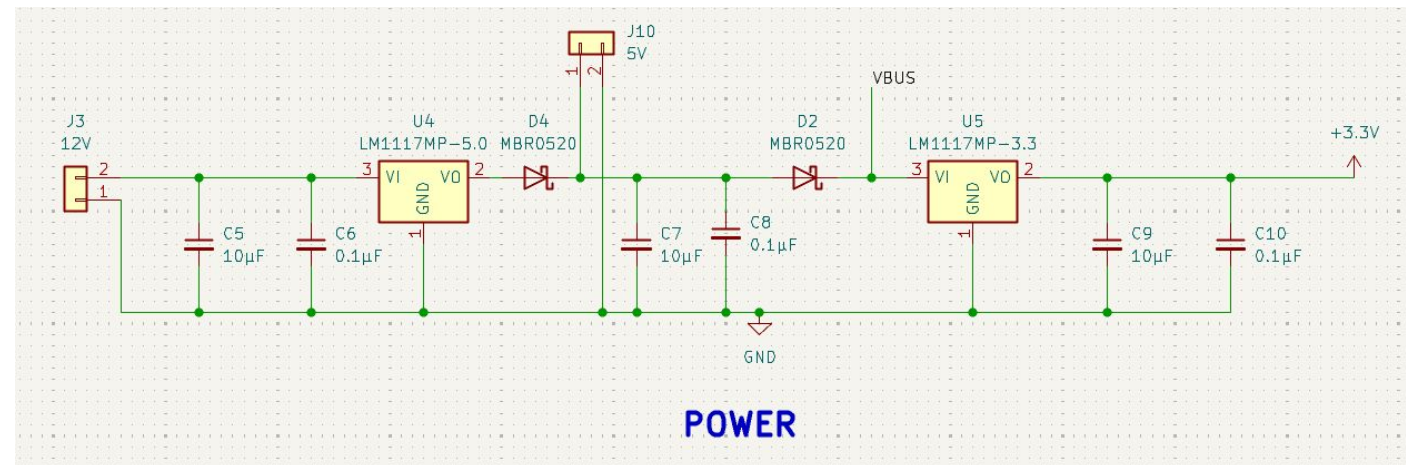 J10
5V
1
2
VBUS
J3
12V
U4
LM1117MP-5.0
D4
MBR0520
D2
MBR0520
U5
LM1117MP-3.3
+3.3V
2
1
3
VI
VO
2
GND
1
3
VI
VO
2
GND
1
C5
10µF
C6
0.1µF
C7
10µF
C8
0.1µF
C9
10µF
C10
0.1µF
GND
POWER